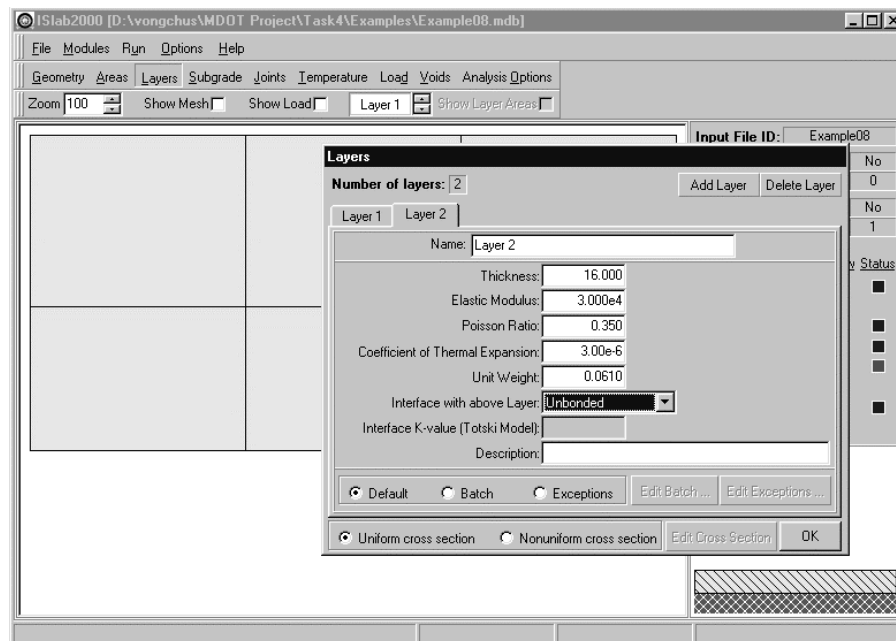 ISlab2000 [D:\vongchus\MDOT Project\Task4\Examples\Example08.mdb]
File Modules Run Options Help
Geometry Areas Layers Subgrade Joints Temperature Load Voids Analysis Options
Zoom 100 Show Mesh Show Load Layer 1 Show Layer Areas
Input File ID: Example08
No
0
No
1
w Status
Layers
Number of layers: 2 Add Layer Delete Layer
Layer 1 Layer 2
Name: Layer 2
Thickness: 16.000
Elastic Modulus: 3.000e4
Poisson Ratio: 0.350
Coefficient of Thermal Expansion: 3.00e-6
Unit Weight: 0.0610
Interface with above Layer: Unbonded
Interface K-value (Totski Model):
Description:
Default Batch Exceptions Edit Batch ... Edit Exceptions ...
Uniform cross section Nonuniform cross section Edit Cross Section OK